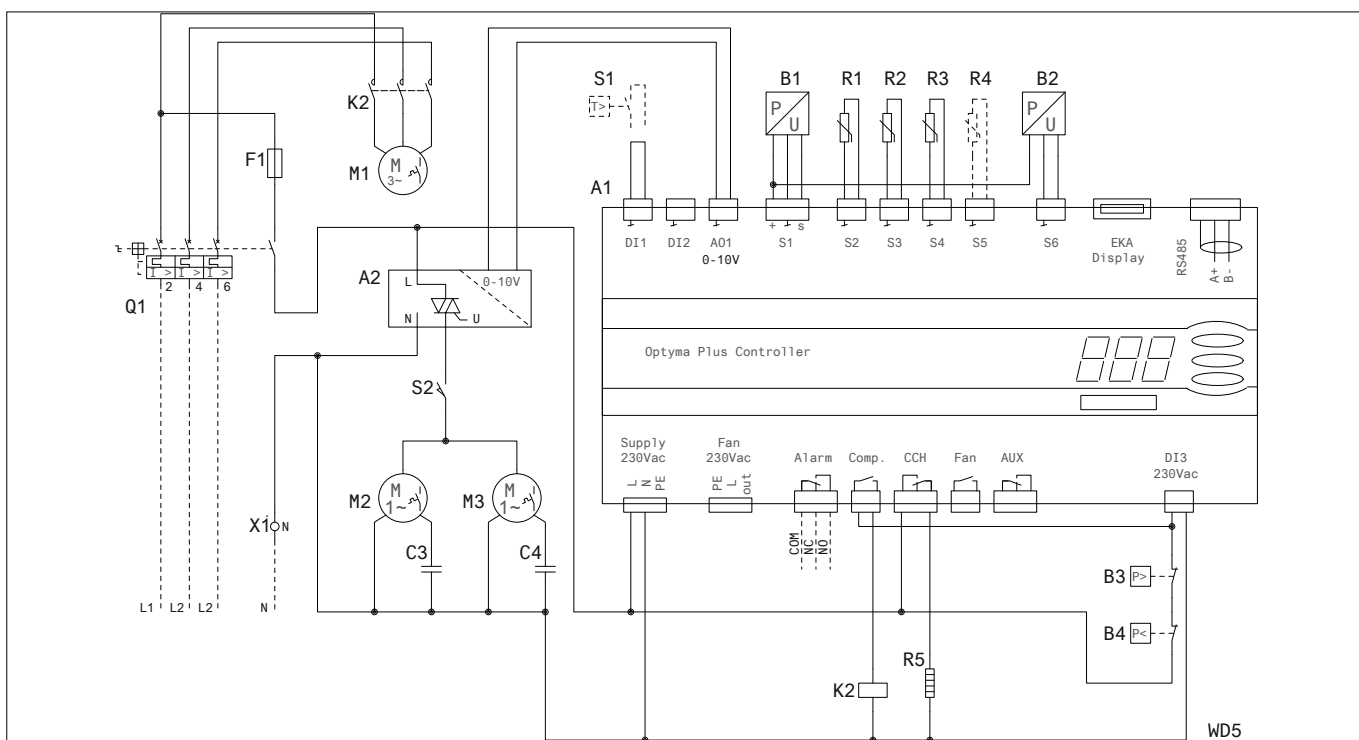 K2
M
3~
M1
F1
I > I > I >
2 4 6
Q1
S1
T>
B1
P
U
R1
R2
R3
R4
B2
P
U
A1
DI1
DI2
AO1
0-10V
+ s
S1
S2
S3
S4
S5
S6
EKA
Display
RS485
A+
B-
A2
L
0-10V
N
U
Optyma Plus Controller
S2
M2
M
1~
M3
M
1~
C3
C4
X1
N
L1 L2 L2 N
Supply
230Vac
L
N
PE
Fan
230Vac
PE
L
out
Alarm
Comp.
CCH
Fan
AUX
DI3
230Vac
COM
NC
NO
B3
P>
B4
P<
K2
R5
WD5